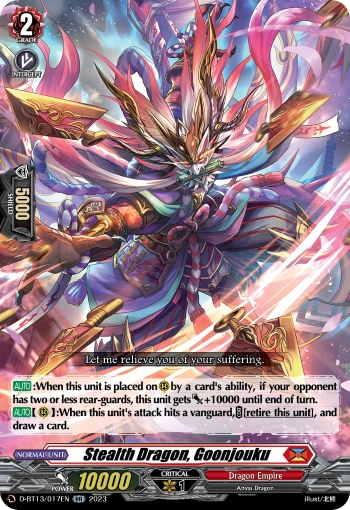 2
GRADE
INTERCEPT
5000
SHIELD
Let me relieve you of your suffering.
AUTO :When this unit is placed on R by a card's ability, if your opponent
has two or less rear-guards, this unit gets +10000 until end of turn.
AUTO【 R 】:When this unit's attack hits a vanguard, [retire this unit], and
draw a card.
NORMAL UNIT
Stealth Dragon, Goonjouku
POWER 10000
CRITICAL
1
Dragon Empire
Abyss Dragon
D-BT13/017EN RR 2023
illust/北熊